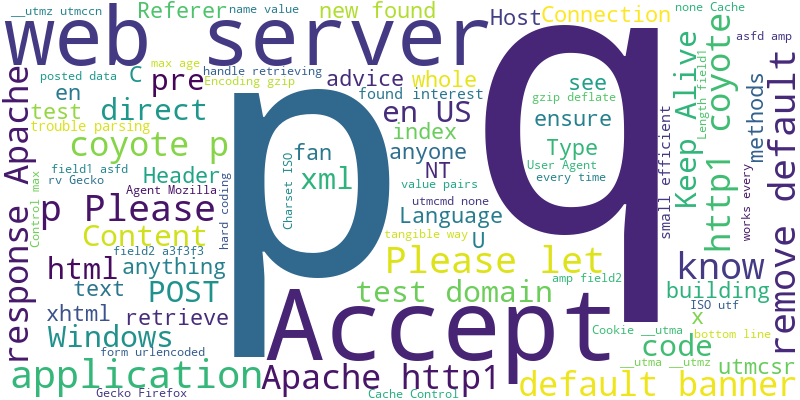 __utmz utmccn
Referer
name value
new found
Host
Connection
none Cache
web server
q
asfd amp
max age
posted data
C
pre
handle retrieving
Encoding gzip
advice
whole
see
Keep Alive
Length field1
http1 coyote
methods
remove default
response Apache
en
found interest
gzip deflate
p
test
direct
en US
ensure
trouble parsing
index
coyote p
fan
anyone
Type
small efficient
works every
field1 asfd
Header
xml
NT
User Agent
rv Gecko
Agent Mozilla
Charset ISO
value pairs
every time
Control max
hard coding
utmcmd none
p Please
Language
Content
tangible way
U
field2 a3f3f3
html
anything
Please let
know
text
POST
test domain
amp field2
building
xhtml
retrieve
Accept
x
ISO utf
Windows
Cookie __utma
bottom line
form urlencoded
code
application
Apache http1
__utma __utmz
utmcsr
default banner
Gecko Firefox
Cache Control